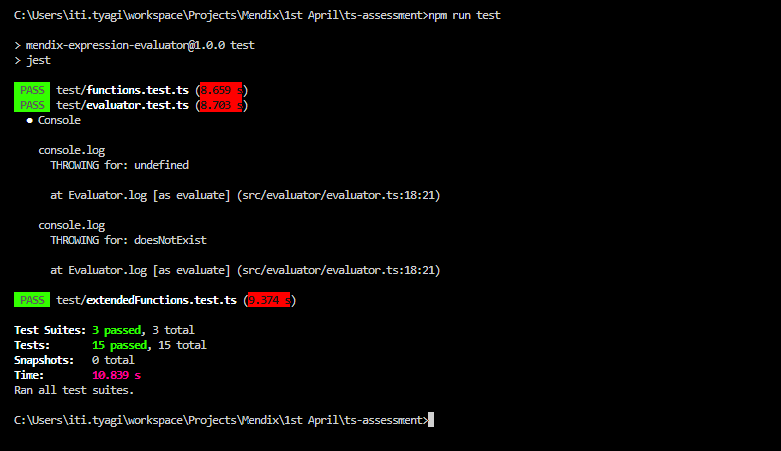 C:\Users\iti.tyagi\workspace\Projects\Mendix\1st April\ts-assessment>npm run test
> mendix-expression-evaluator@1.0.0 test
> jest
PASS test/functions.test.ts (8.659 s)
PASS test/evaluator.test.ts (8.703 s)
● Console
console.log
THROWING for: undefined
at Evaluator.log [as evaluate] (src/evaluator/evaluator.ts:18:21)
console.log
THROWING for: doesNotExist
at Evaluator.log [as evaluate] (src/evaluator/evaluator.ts:18:21)
PASS test/extendedFunctions.test.ts (9.374 s)
Test Suites: 3 passed, 3 total
Tests: 15 passed, 15 total
Snapshots: 0 total
Time: 10.839 s
Ran all test suites.
C:\Users\iti.tyagi\workspace\Projects\Mendix\1st April\ts-assessment>